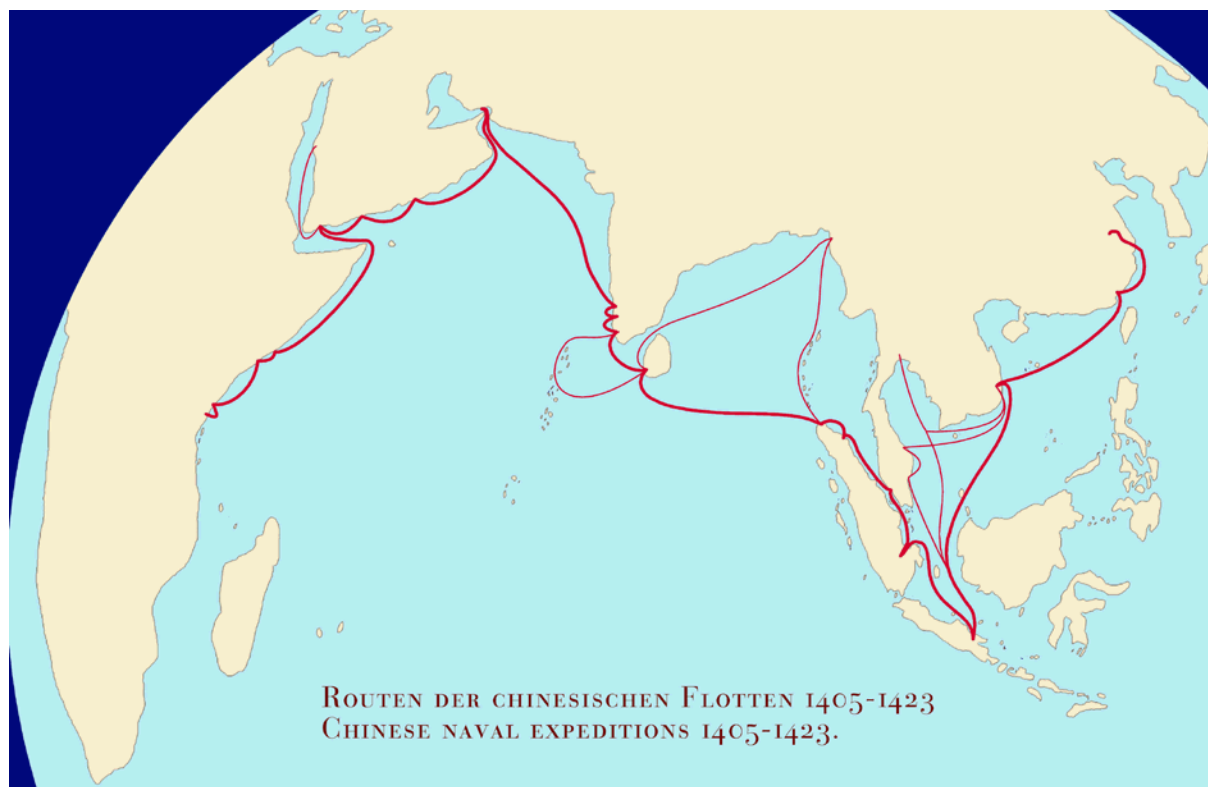 Routen der chinesischen Flotten 1405-1423
Chinese naval expeditions 1405-1423.